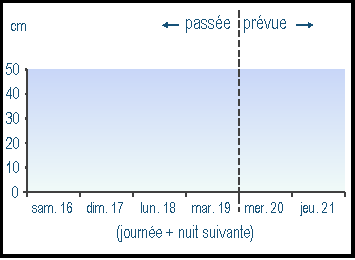 passée prévue
cm
50
40
30
20
10
0
sam. 16 dim. 17 lun. 18 mar. 19 mer. 20 jeu. 21
(journée + nuit suivante)